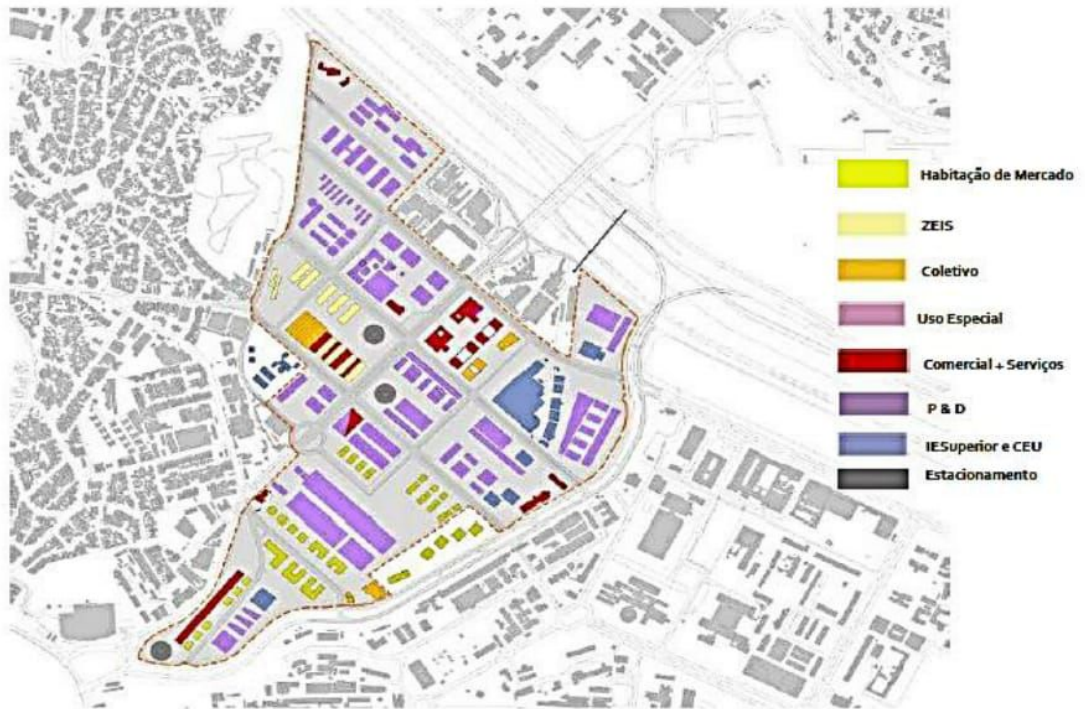 Habitação de Mercado
ZEIS
Coletivo
Uso Especial
Comercial + Serviços
P & D
IESuperior e CEU
Estacionamento